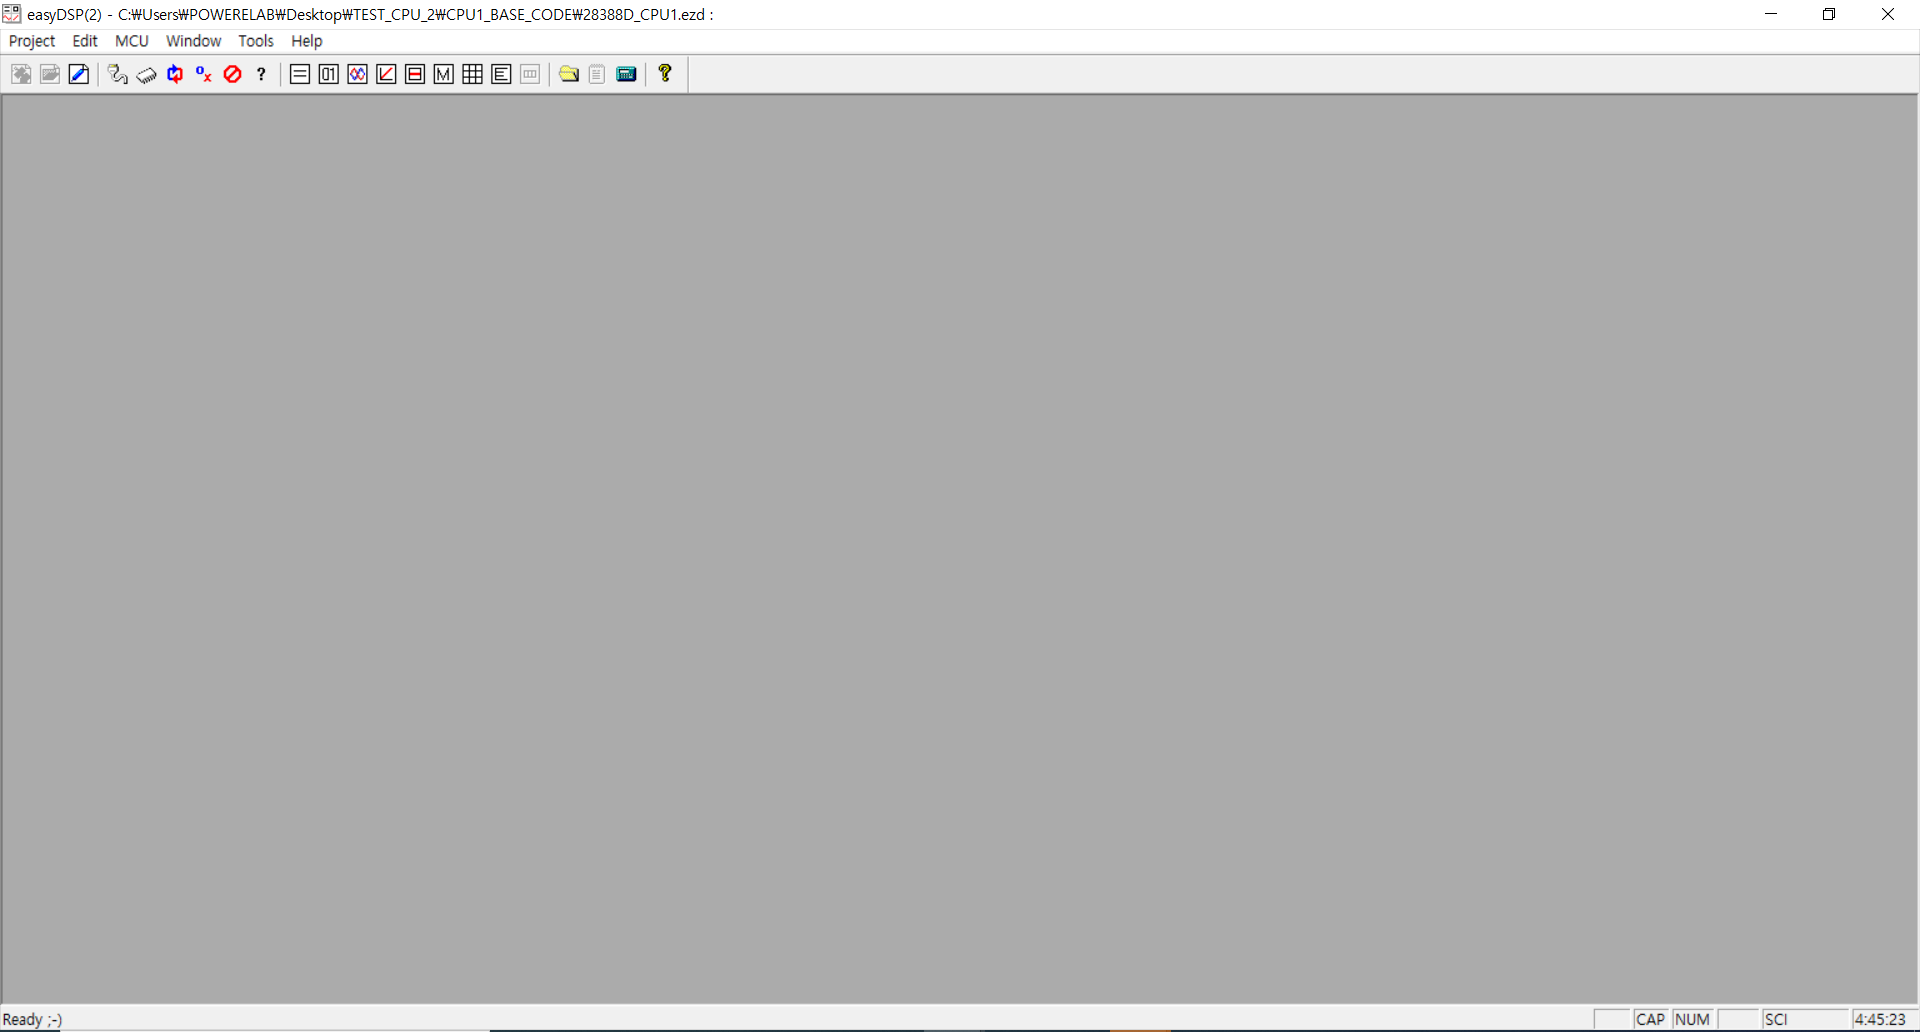 easyDSP(2) - C:₩Users₩POWERELAB₩Desktop₩TEST_CPU_2₩CPU1_BASE_CODE₩28388D_CPU1.ezd :
Project Edit MCU Window Tools Help
01 M
Ready ;-) CAP NUM SCI 4:45:23